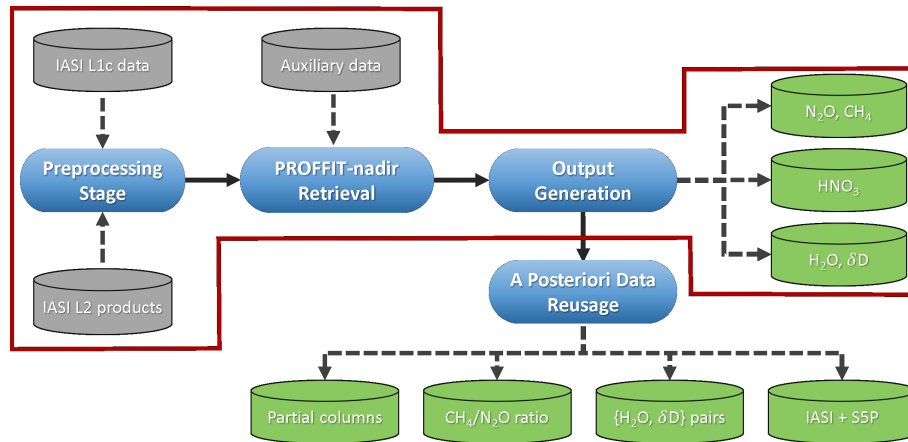 IASI L1c data
Auxiliary data
N₂O, CH₄
Preprocessing
Stage
PROFFIT-nadir
Retrieval
Output
Generation
HNO₃
H₂O, δD
IASI L2 products
A Posteriori Data
Reusage
Partial columns
CH₄/N₂O ratio
{H₂O, δD} pairs
IASI + S5P